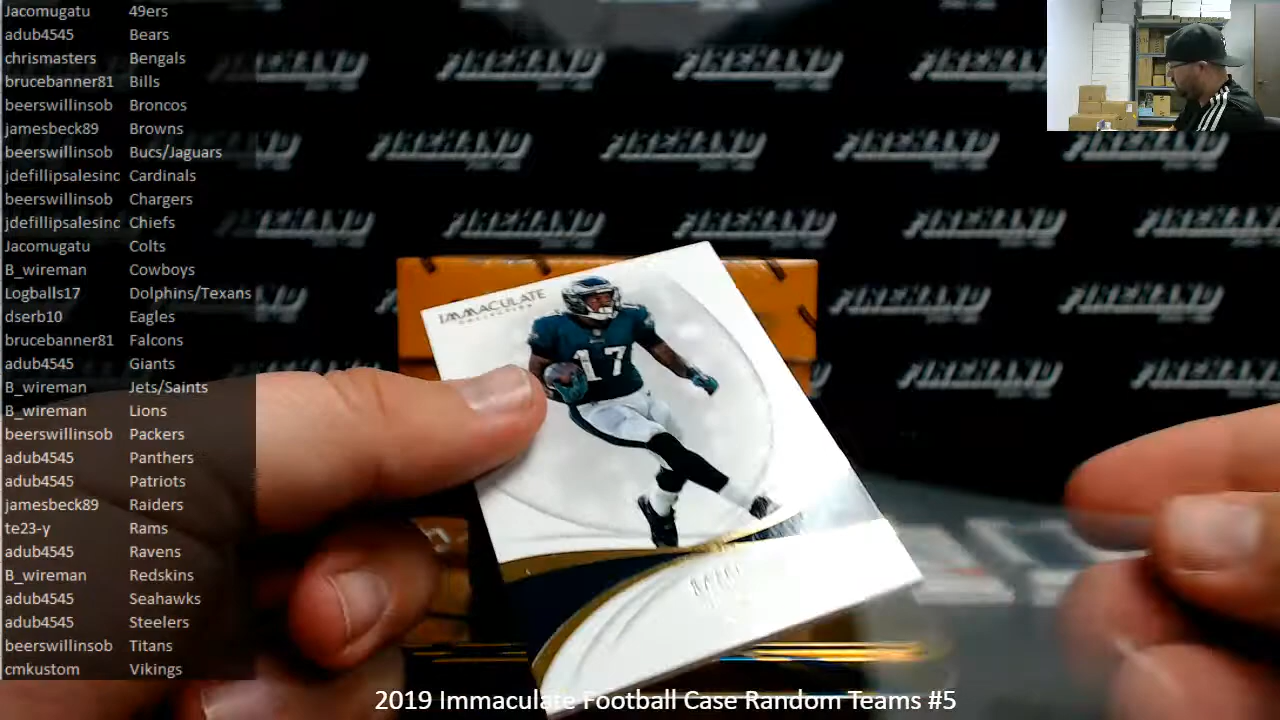 Jacomugatu 49ers
adub4545 Bears
chrismasters Bengals
brucebanner81 Bills
beerswillinsob Broncos
jamesbeck89 Browns
beerswillinsob Bucs/Jaguars
jdefillipsalesinc Cardinals
beerswillinsob Chargers
jdefillipsalesinc Chiefs
Jacomugatu Colts
B_wireman Cowboys
Logballs17 Dolphins/Texans
dserb10 Eagles
brucebanner81 Falcons
adub4545 Giants
B_wireman Jets/Saints
B_wireman Lions
beerswillinsob Packers
adub4545 Panthers
adub4545 Patriots
jamesbeck89 Raiders
te23-y Rams
adub4545 Ravens
B_wireman Redskins
adub4545 Seahawks
adub4545 Steelers
beerswillinsob Titans
cmkustom Vikings
FIREHAND
IMMACULATE
COLLECTION
17
2019 Immaculate Football Case Random Teams #5